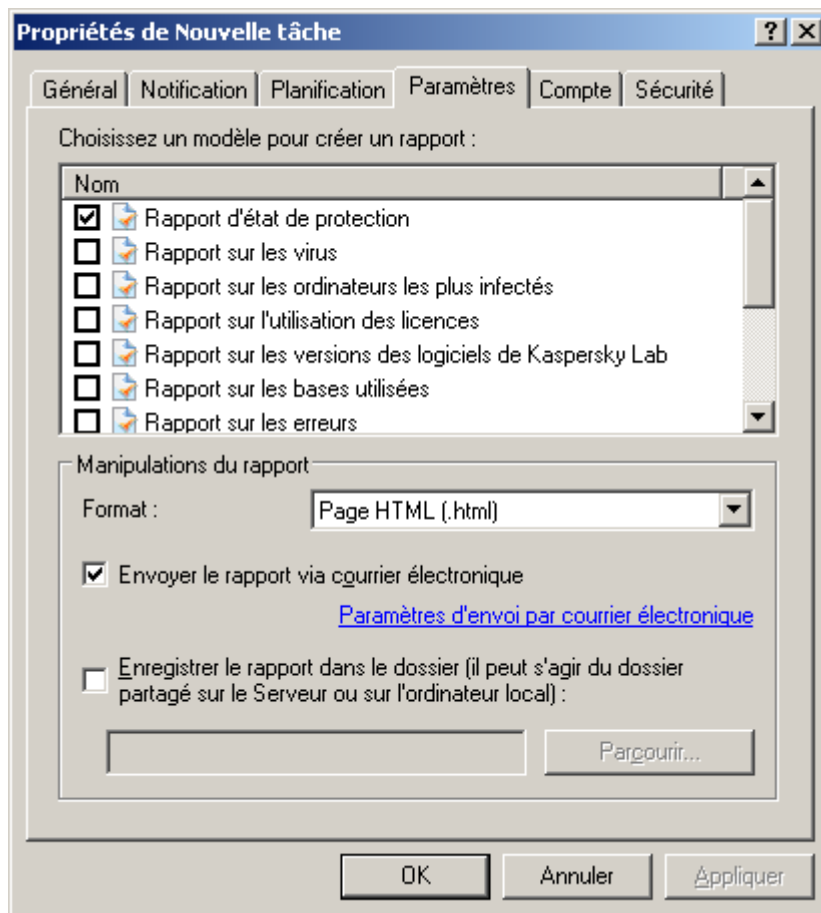 Propriétés de Nouvelle tâche
Général Notification Planification Paramètres Compte Sécurité
Choisissez un modèle pour créer un rapport :
Nom
Rapport d'état de protection
Rapport sur les virus
Rapport sur les ordinateurs les plus infectés
Rapport sur l'utilisation des licences
Rapport sur les versions des logiciels de Kaspersky Lab
Rapport sur les bases utilisées
Rapport sur les erreurs
Manipulations du rapport
Format : Page HTML (.html)
Envoyer le rapport via courrier électronique
Paramètres d'envoi par courrier électronique
Enregistrer le rapport dans le dossier (il peut s'agir du dossier
partagé sur le Serveur ou sur l'ordinateur local) :
Parcourir...
OK Annuler Appliquer